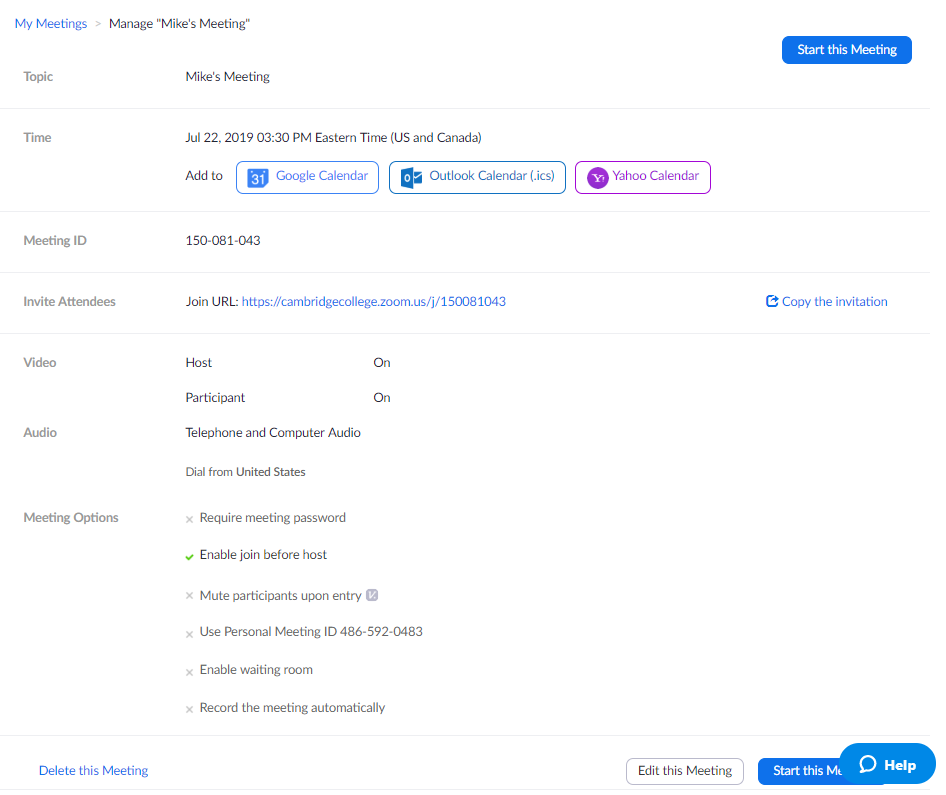 My Meetings > Manage "Mike's Meeting"
Start this Meeting
Topic Mike's Meeting
Time Jul 22, 2019 03:30 PM Eastern Time (US and Canada)
Add to 31 Google Calendar Outlook Calendar (.ics) Yahoo Calendar
Meeting ID 150-081-043
Invite Attendees Join URL: https://cambridgecollege.zoom.us/j/150081043 Copy the invitation
Video Host On
Participant On
Audio Telephone and Computer Audio
Dial from United States
Meeting Options × Require meeting password
✓ Enable join before host
× Mute participants upon entry
× Use Personal Meeting ID 486-592-0483
× Enable waiting room
× Record the meeting automatically
Delete this Meeting Edit this Meeting Start this Me Help